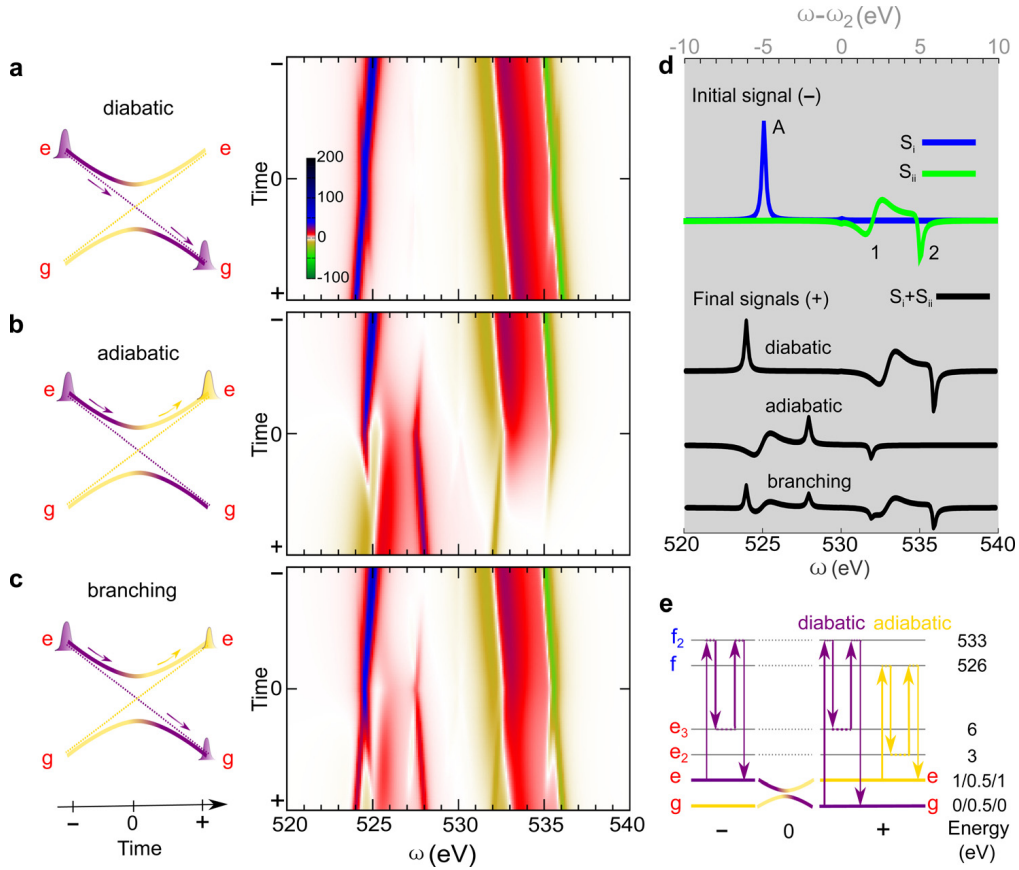 a
diabatic
e
e
g
g
–
200
100
0
-100
Time
0
+
b
adiabatic
e
e
g
g
–
Time
0
+
c
branching
e
e
g
g
–
Time
0
+
– 0 +
Time
520 525 530 535 540
ω (eV)
ω–ω2 (eV)
-10 -5 0 5 10
d
Initial signal (–)
A
Si
Sii
1 2
Final signals (+)
Si+Sii
diabatic
adiabatic
branching
520 525 530 535 540
ω (eV)
e
diabatic adiabatic
f2 533
f 526
e3 6
e2 3
e e 1/0.5/1
g g 0/0.5/0
– 0 + Energy
(eV)